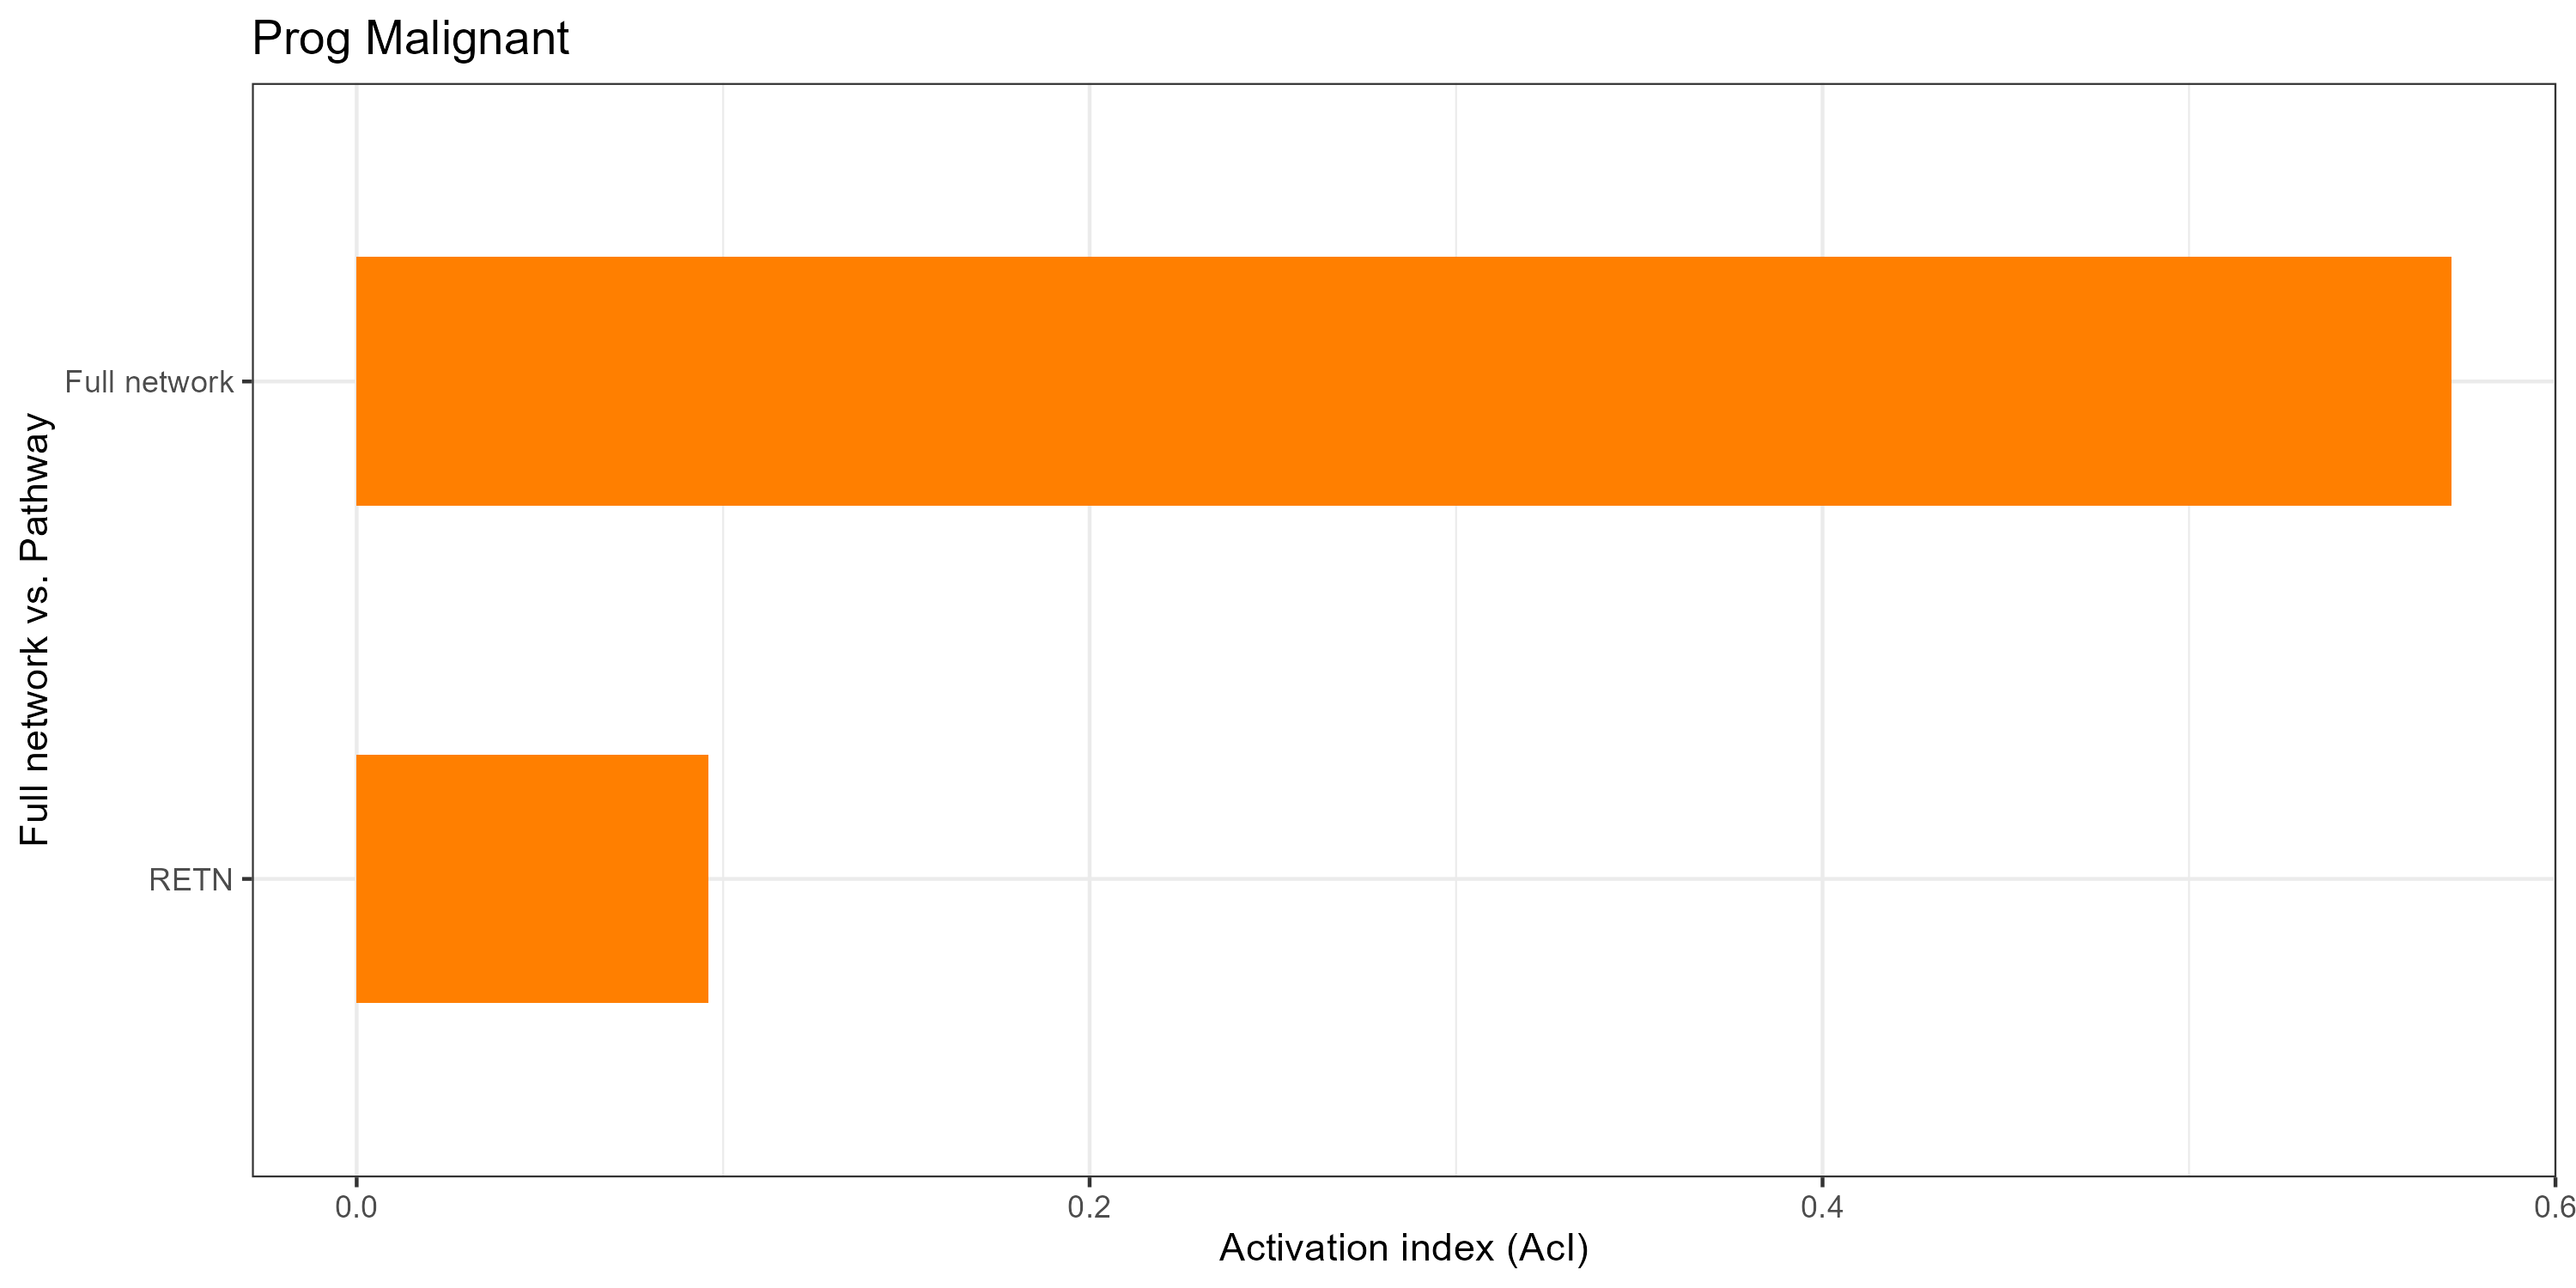 Prog Malignant
Full network vs. Pathway
Full network
RETN
0.0
0.2
0.4
0.6
Activation index (AcI)